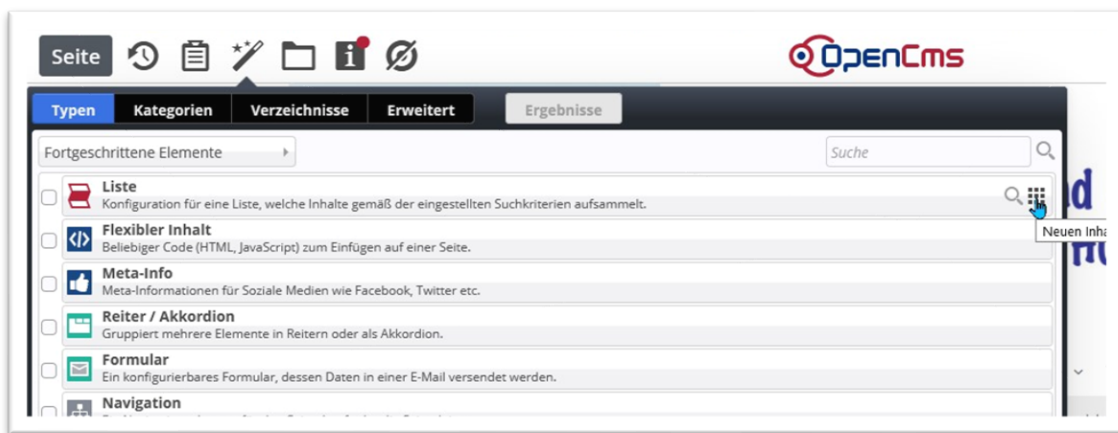 Seite
OpenCms
Typen Kategorien Verzeichnisse Erweitert Ergebnisse
Fortgeschrittene Elemente Suche
Liste
Konfiguration für eine Liste, welche Inhalte gemäß der eingestellten Suchkriterien aufsammelt.
Neuen Inha
Flexibler Inhalt
Beliebiger Code (HTML, JavaScript) zum Einfügen auf einer Seite.
Meta-Info
Meta-Informationen für Soziale Medien wie Facebook, Twitter etc.
Reiter / Akkordion
Gruppiert mehrere Elemente in Reitern oder als Akkordion.
Formular
Ein konfigurierbares Formular, dessen Daten in einer E-Mail versendet werden.
Navigation